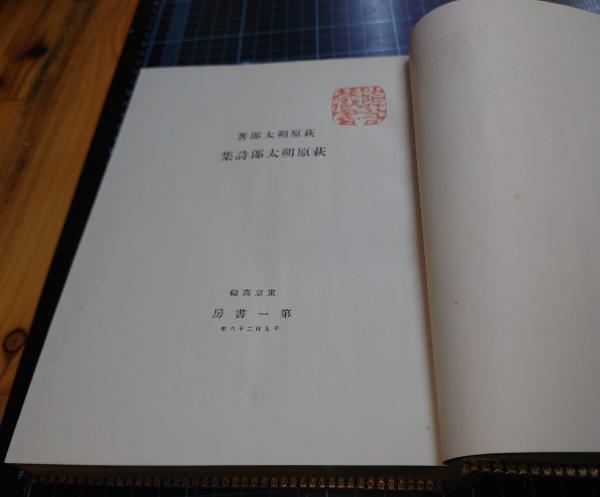 萩原朔太郎著
萩原朔太郎詩集
東京高輪
第一書房
千九百二十八年